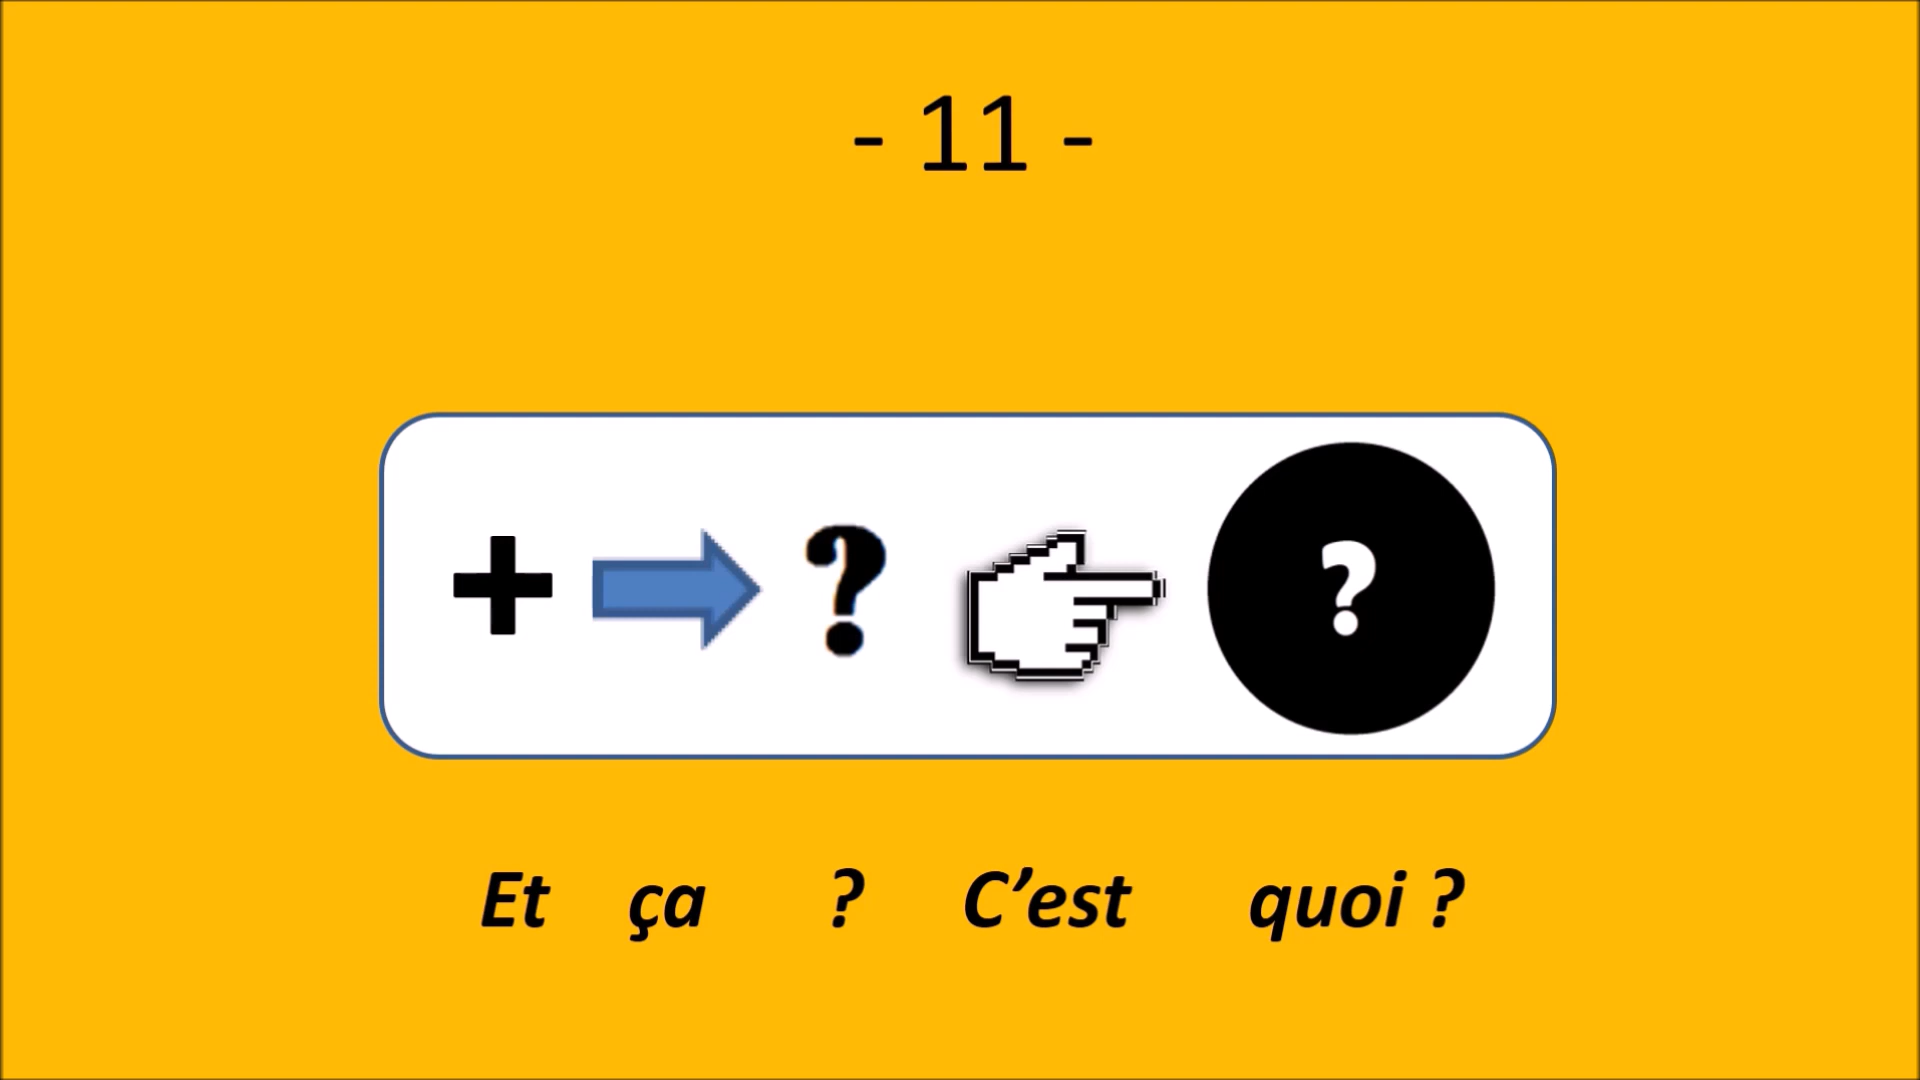 - 11 -
+ ? ?
Et ça ? C’est quoi ?